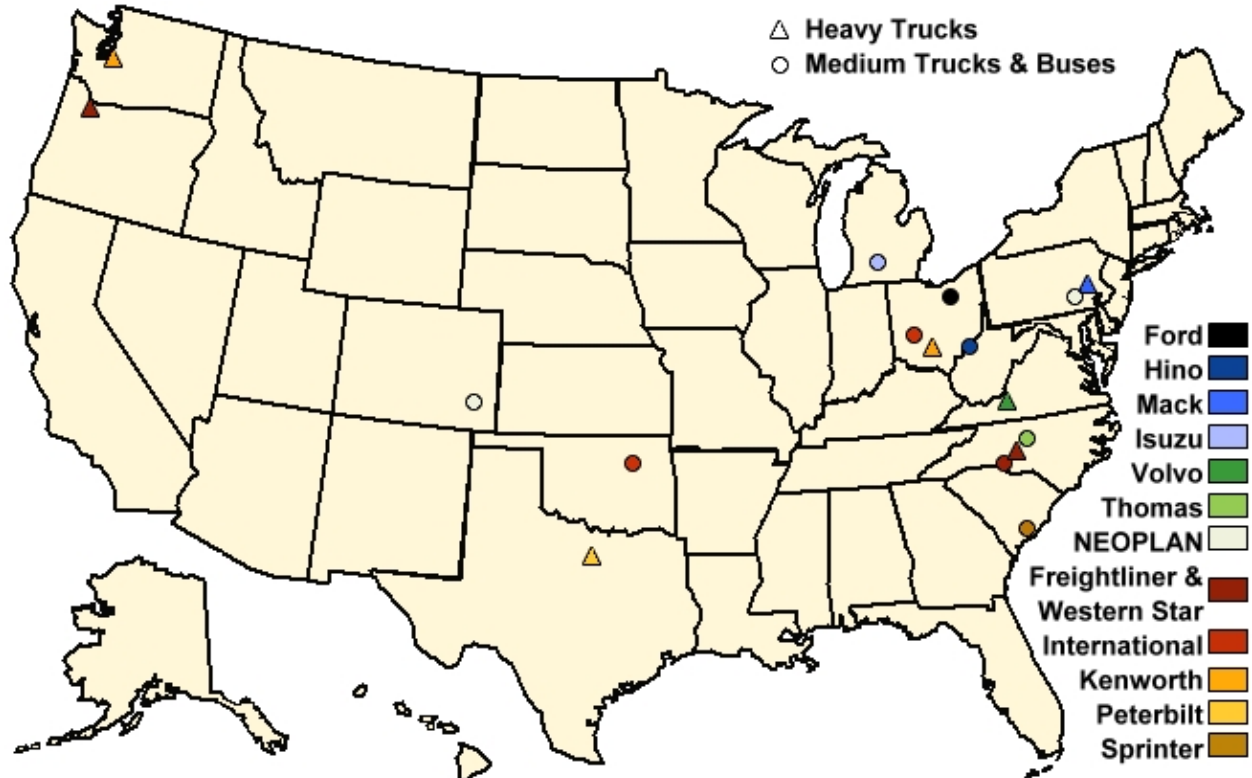 Heavy Trucks
Medium Trucks & Buses
Ford
Hino
Mack
Isuzu
Volvo
Thomas
NEOPLAN
Freightliner &
Western Star
International
Kenworth
Peterbilt
Sprinter